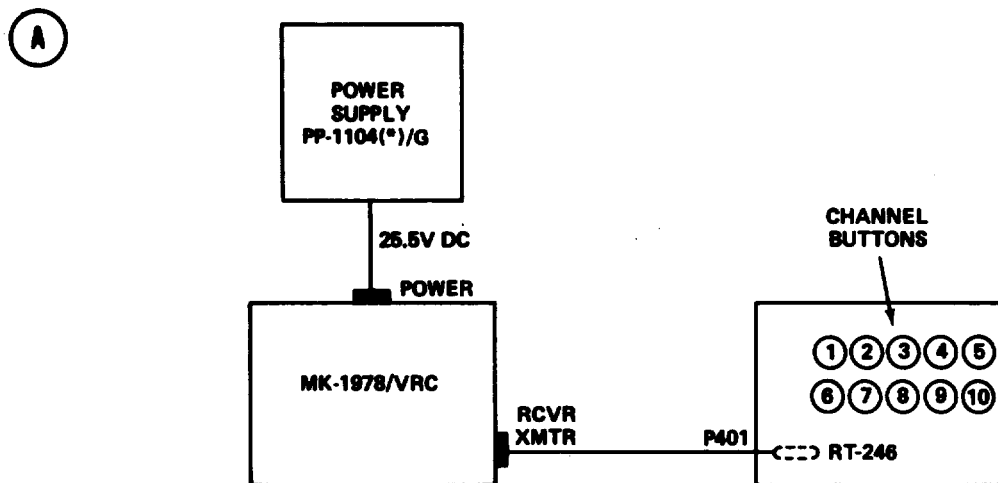 A
POWER
SUPPLY
PP-1104(*)/G
25.5V DC
POWER
MK-1978/VRC
RCVR
XMTR
P401
CHANNEL
BUTTONS
1 2 3 4 5
6 7 8 9 10
RT-246